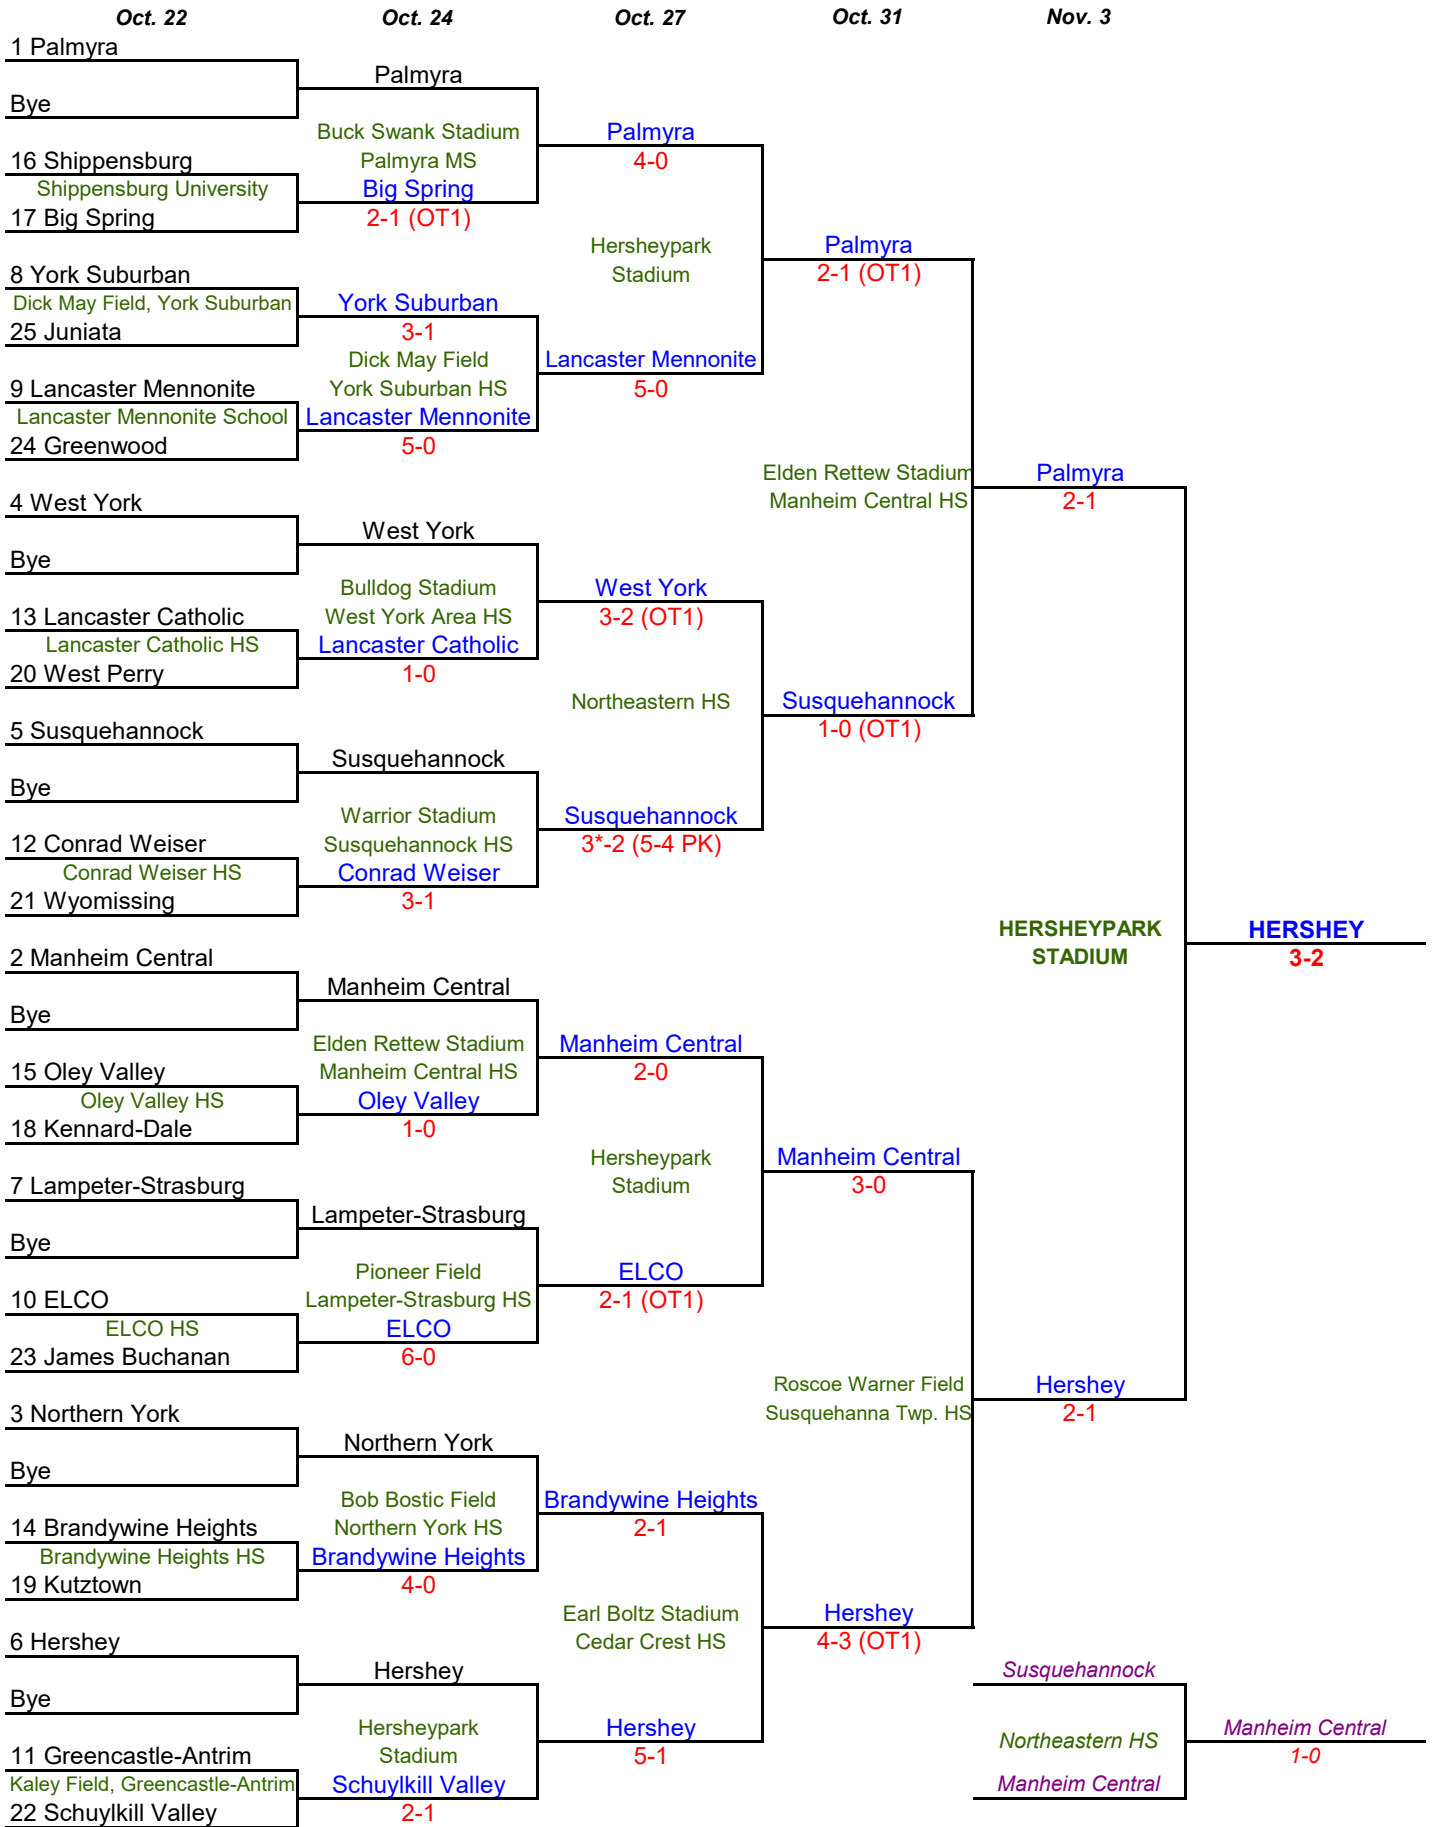 Oct. 22
Oct. 24
Oct. 27
Oct. 31
Nov. 3
1 Palmyra
Bye
16 Shippensburg
Shippensburg University
17 Big Spring
8 York Suburban
Dick May Field, York Suburban
25 Juniata
9 Lancaster Mennonite
Lancaster Mennonite School
24 Greenwood
4 West York
Bye
13 Lancaster Catholic
Lancaster Catholic HS
20 West Perry
5 Susquehannock
Bye
12 Conrad Weiser
Conrad Weiser HS
21 Wyomissing
2 Manheim Central
Bye
15 Oley Valley
Oley Valley HS
18 Kennard-Dale
7 Lampeter-Strasburg
Bye
10 ELCO
ELCO HS
23 James Buchanan
3 Northern York
Bye
14 Brandywine Heights
Brandywine Heights HS
19 Kutztown
6 Hershey
Bye
11 Greencastle-Antrim
Kaley Field, Greencastle-Antrim
22 Schuylkill Valley
Palmyra
Buck Swank Stadium
Palmyra MS
Big Spring
2-1 (OT1)
York Suburban
3-1
Dick May Field
York Suburban HS
Lancaster Mennonite
5-0
West York
Bulldog Stadium
West York Area HS
Lancaster Catholic
1-0
Susquehannock
Warrior Stadium
Susquehannock HS
Conrad Weiser
3-1
Manheim Central
Elden Rettew Stadium
Manheim Central HS
Oley Valley
1-0
Lampeter-Strasburg
Pioneer Field
Lampeter-Strasburg HS
ELCO
6-0
Northern York
Bob Bostic Field
Northern York HS
Brandywine Heights
4-0
Hershey
Hersheypark
Stadium
Schuylkill Valley
2-1
Palmyra
4-0
Hersheypark
Stadium
Lancaster Mennonite
5-0
West York
3-2 (OT1)
Northeastern HS
Susquehannock
3*-2 (5-4 PK)
Manheim Central
2-0
Hersheypark
Stadium
ELCO
2-1 (OT1)
Brandywine Heights
2-1
Earl Boltz Stadium
Cedar Crest HS
Hershey
5-1
Palmyra
2-1 (OT1)
Elden Rettew Stadium
Manheim Central HS
Susquehannock
1-0 (OT1)
Manheim Central
3-0
Roscoe Warner Field
Susquehanna Twp. HS
Hershey
4-3 (OT1)
Palmyra
2-1
HERSHEYPARK
STADIUM
Hershey
2-1
HERSHEY
3-2
Susquehannock
Northeastern HS
Manheim Central
Manheim Central
1-0